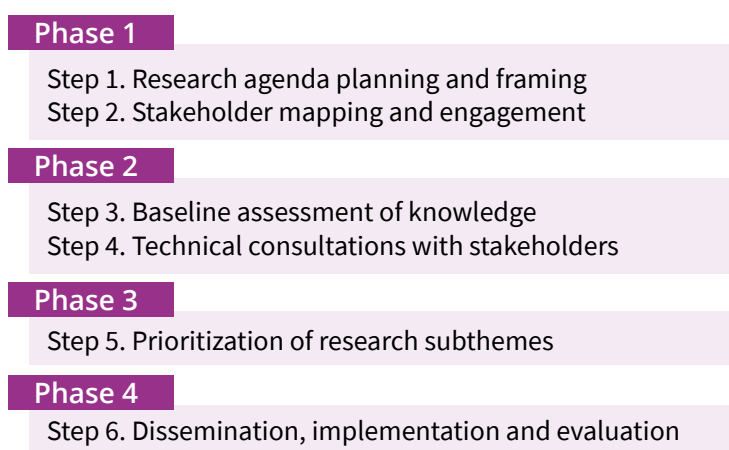 Phase 1
Step 1. Research agenda planning and framing
Step 2. Stakeholder mapping and engagement
Phase 2
Step 3. Baseline assessment of knowledge
Step 4. Technical consultations with stakeholders
Phase 3
Step 5. Prioritization of research subthemes
Phase 4
Step 6. Dissemination, implementation and evaluation